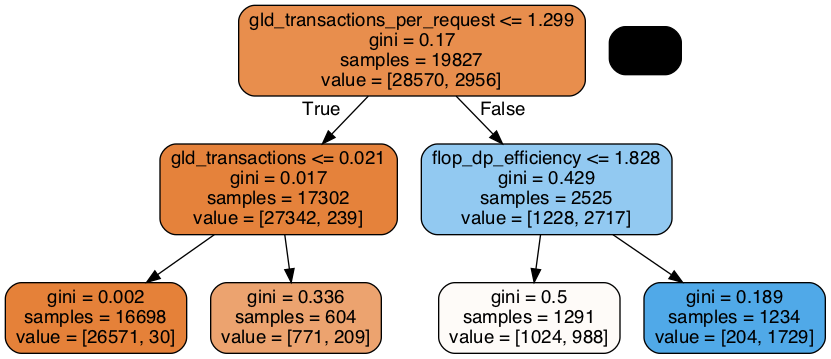 gld_transactions_per_request <= 1.299
gini = 0.17
samples = 19827
value = [28570, 2956]
True
False
gld_transactions <= 0.021
gini = 0.017
samples = 17302
value = [27342, 239]
flop_dp_efficiency <= 1.828
gini = 0.429
samples = 2525
value = [1228, 2717]
gini = 0.002
samples = 16698
value = [26571, 30]
gini = 0.336
samples = 604
value = [771, 209]
gini = 0.5
samples = 1291
value = [1024, 988]
gini = 0.189
samples = 1234
value = [204, 1729]